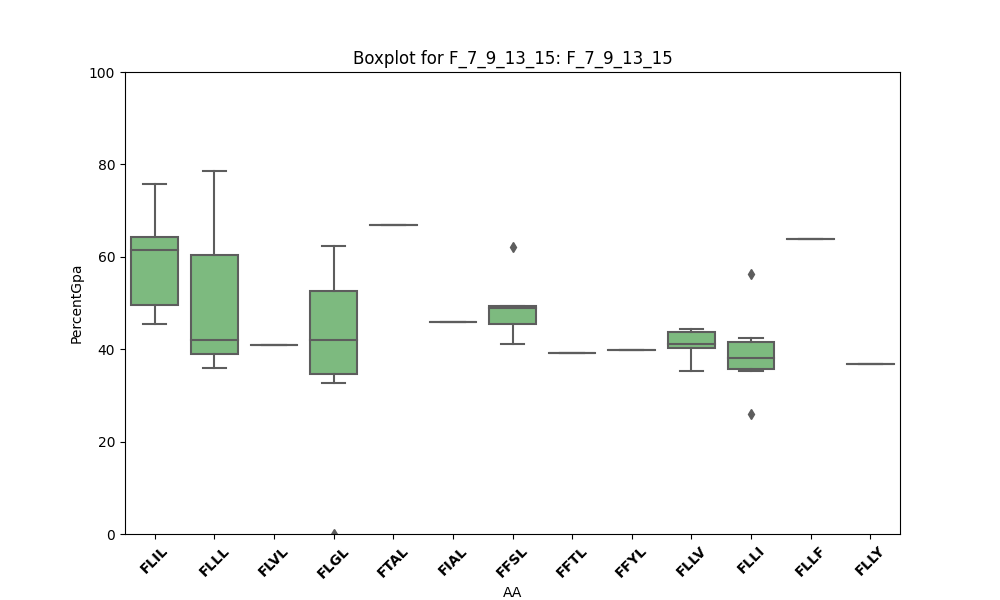 Boxplot for F_7_9_13_15: F_7_9_13_15
100
80
60
40
20
0
PercentGpa
FLIL
FLLL
FLVL
FLGL
FTAL
FIAL
FFSL
FFTL
FFYL
FLLV
FLLI
FLLF
FLLY
AA